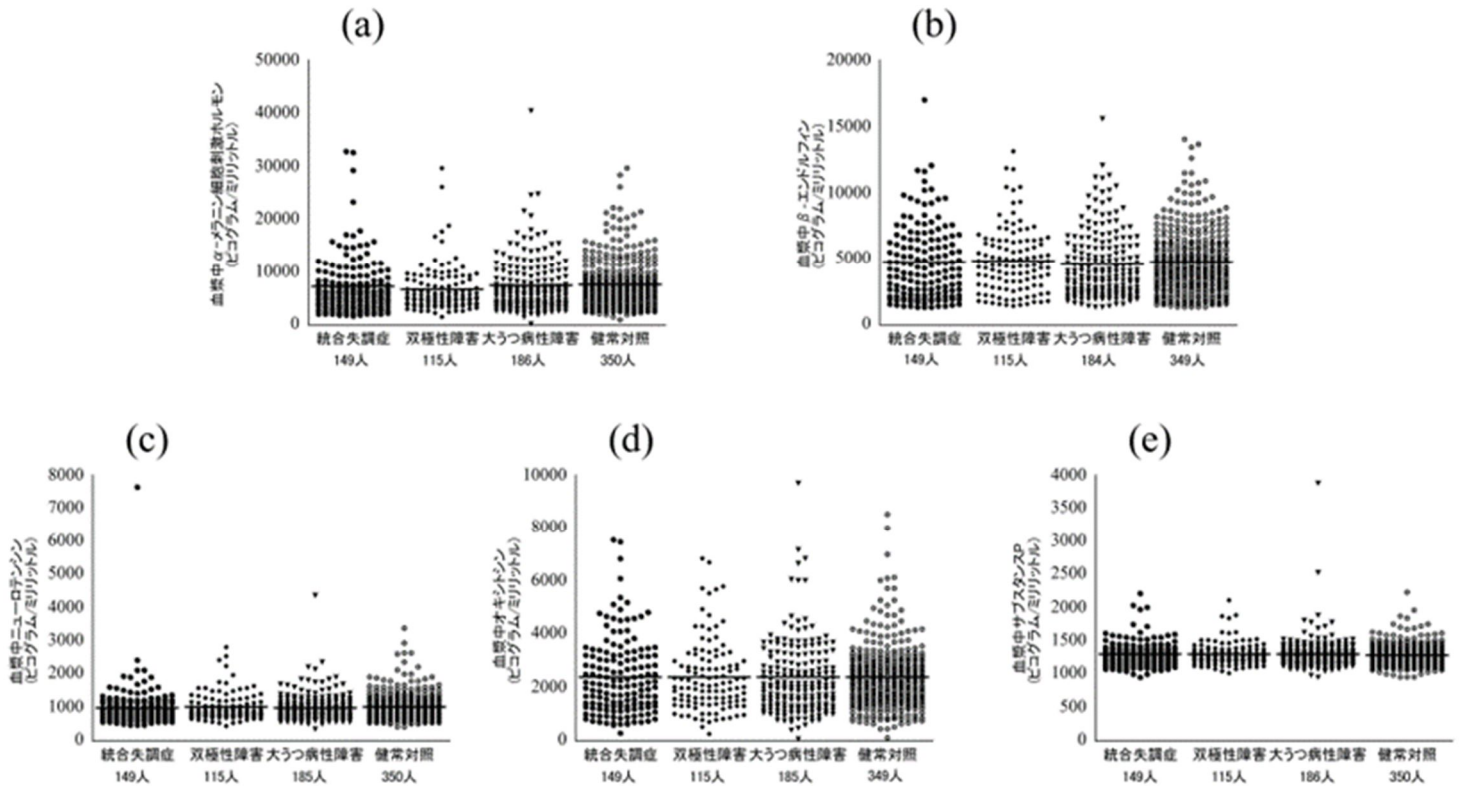 (a)
血漿中α-メラニン細胞刺激ホルモン
(ピコグラム/ミリリットル)
50000
40000
30000
20000
10000
0
統合失調症 双極性障害 大うつ病性障害 健常対照
149人 115人 186人 350人
(b)
血漿中β-エンドルフィン
(ピコグラム/ミリリットル)
20000
15000
10000
5000
0
統合失調症 双極性障害 大うつ病性障害 健常対照
149人 115人 184人 349人
(c)
血漿中ニューロテンシン
(ピコグラム/ミリリットル)
8000
7000
6000
5000
4000
3000
2000
1000
0
統合失調症 双極性障害 大うつ病性障害 健常対照
149人 115人 185人 350人
(d)
血漿中オキシトシン
(ピコグラム/ミリリットル)
10000
8000
6000
4000
2000
0
統合失調症 双極性障害 大うつ病性障害 健常対照
149人 115人 185人 349人
(e)
血漿中サブスタンスP
(ピコグラム/ミリリットル)
4000
3500
3000
2500
2000
1500
1000
500
0
統合失調症 双極性障害 大うつ病性障害 健常対照
149人 115人 186人 350人